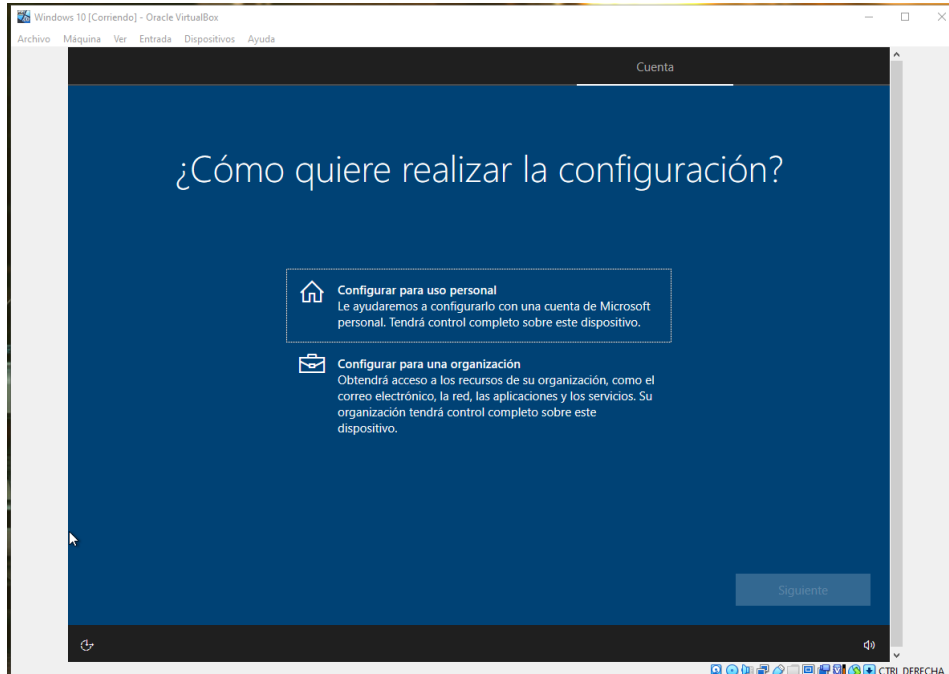 Windows 10 [Corriendo] - Oracle VirtualBox
Archivo Máquina Ver Entrada Dispositivos Ayuda
Cuenta
¿Cómo quiere realizar la configuración?
Configurar para uso personal
Le ayudaremos a configurarlo con una cuenta de Microsoft
personal. Tendrá control completo sobre este dispositivo.
Configurar para una organización
Obtendrá acceso a los recursos de su organización, como el
correo electrónico, la red, las aplicaciones y los servicios. Su
organización tendrá control completo sobre este
dispositivo.
Siguiente
CTRL DERECHA